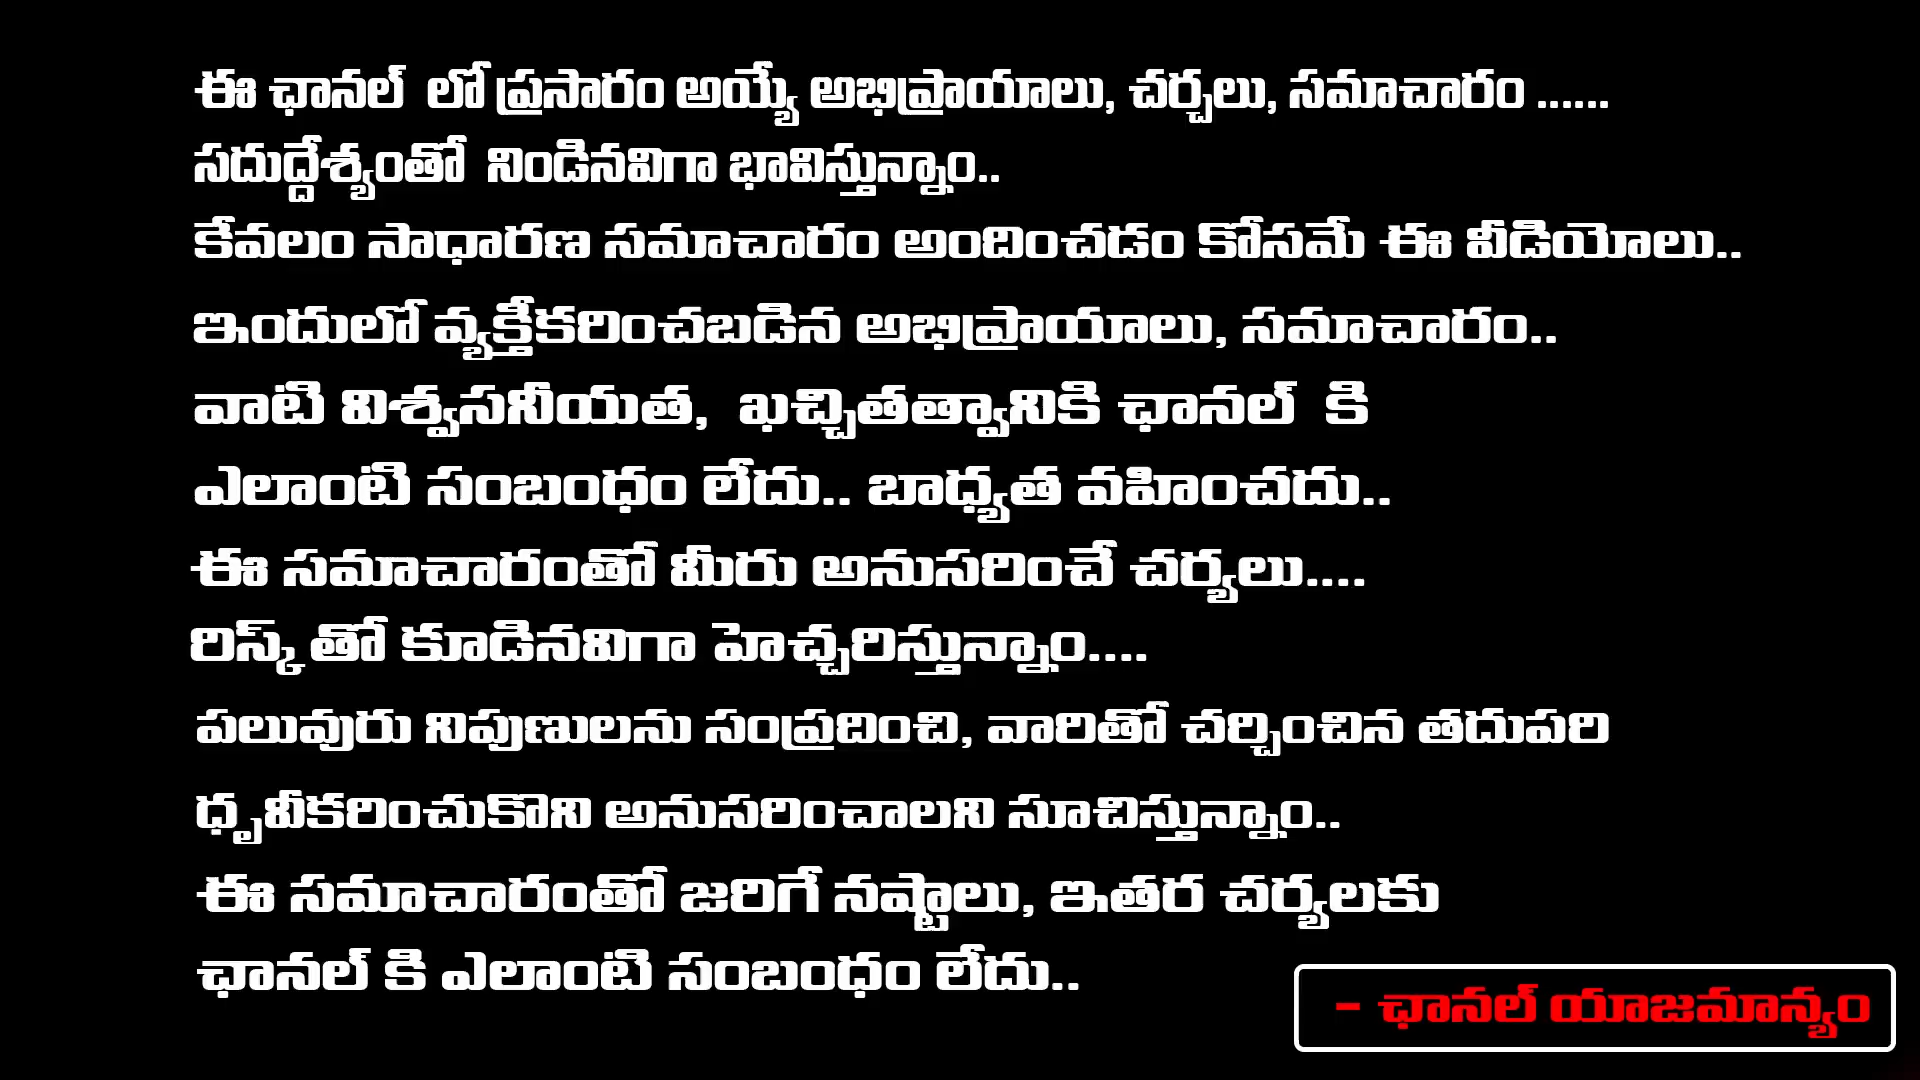 ఈ ఛానల్ లో ప్రసారం అయ్యే అభిప్రాయాలు, చర్చలు, సమాచారం ......
సదుద్దేశ్యంతో నిండినవిగా భావిస్తున్నాం..
కేవలం సాధారణ సమాచారం అందించడం కోసమే ఈ వీడియోలు..
ఇందులో వ్యక్తీకరించబడిన అభిప్రాయాలు, సమాచారం..
వాటి విశ్వసనీయత, ఖచ్చితత్వానికి ఛానల్ కి
ఎలాంటి సంబంధం లేదు.. బాధ్యత వహించదు..
ఈ సమాచారంతో మీరు అనుసరించే చర్యలు....
రిస్క్ తో కూడినవిగా హెచ్చరిస్తున్నాం....
పలువురు నిపుణులను సంప్రదించి, వారితో చర్చించిన తదుపరి
ధృవీకరించుకొని అనుసరించాలని సూచిస్తున్నాం..
ఈ సమాచారంతో జరిగే నష్టాలు, ఇతర చర్యలకు
ఛానల్ కి ఎలాంటి సంబంధం లేదు..
- ఛానల్ యాజమాన్యం